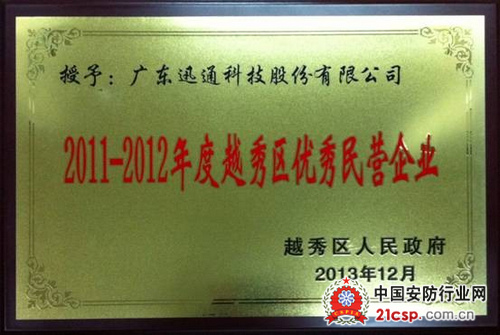 授予：广东迅通科技股份有限公司
2011-2012年度越秀区优秀民营企业
越秀区人民政府
2013年12月
中国安防行业网
21csp.com.cn